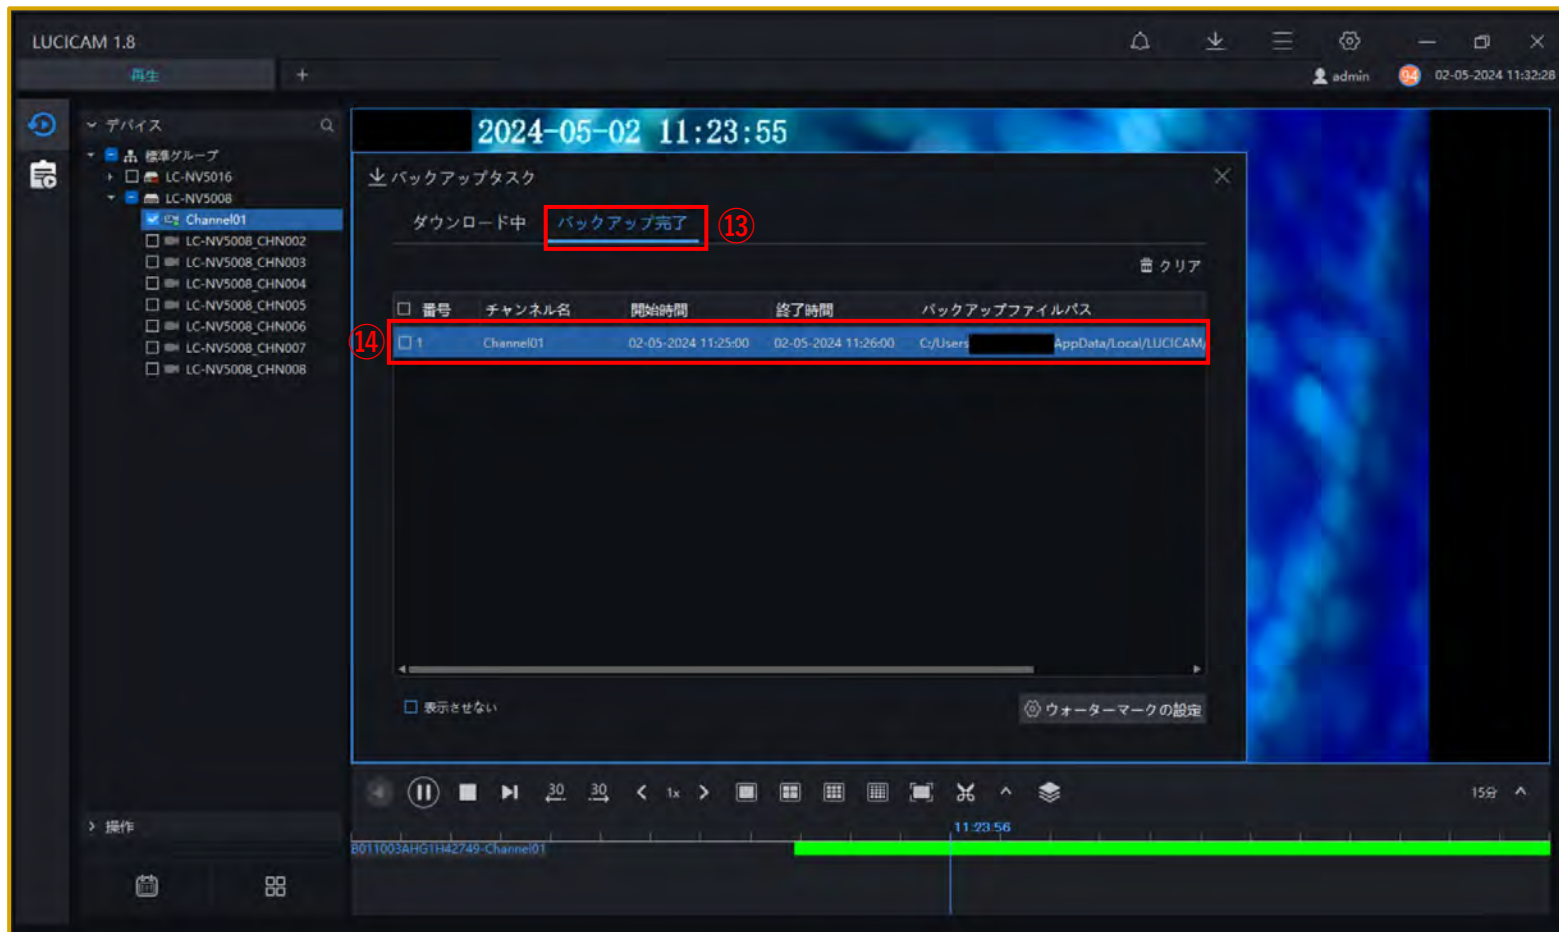 LUCICAM 1.8
再生 +
admin 94 02-05-2024 11:32:28
デバイス
標準グループ
LC-NV5016
LC-NV5008
Channel01
LC-NV5008_CHN002
LC-NV5008_CHN003
LC-NV5008_CHN004
LC-NV5008_CHN005
LC-NV5008_CHN006
LC-NV5008_CHN007
LC-NV5008_CHN008
操作
2024-05-02 11:23:55
バックアップタスク
ダウンロード中 バックアップ完了 ⑬
クリア
番号 チャンネル名 開始時間 終了時間 バックアップファイルパス
⑭ 1 Channel01 02-05-2024 11:25:00 02-05-2024 11:26:00 C:/Users AppData/Local/LUCICAM/
表示させない ウォーターマークの設定
30 30 1x 15分
11:23:56
B011003AHG1H42749-Channel01